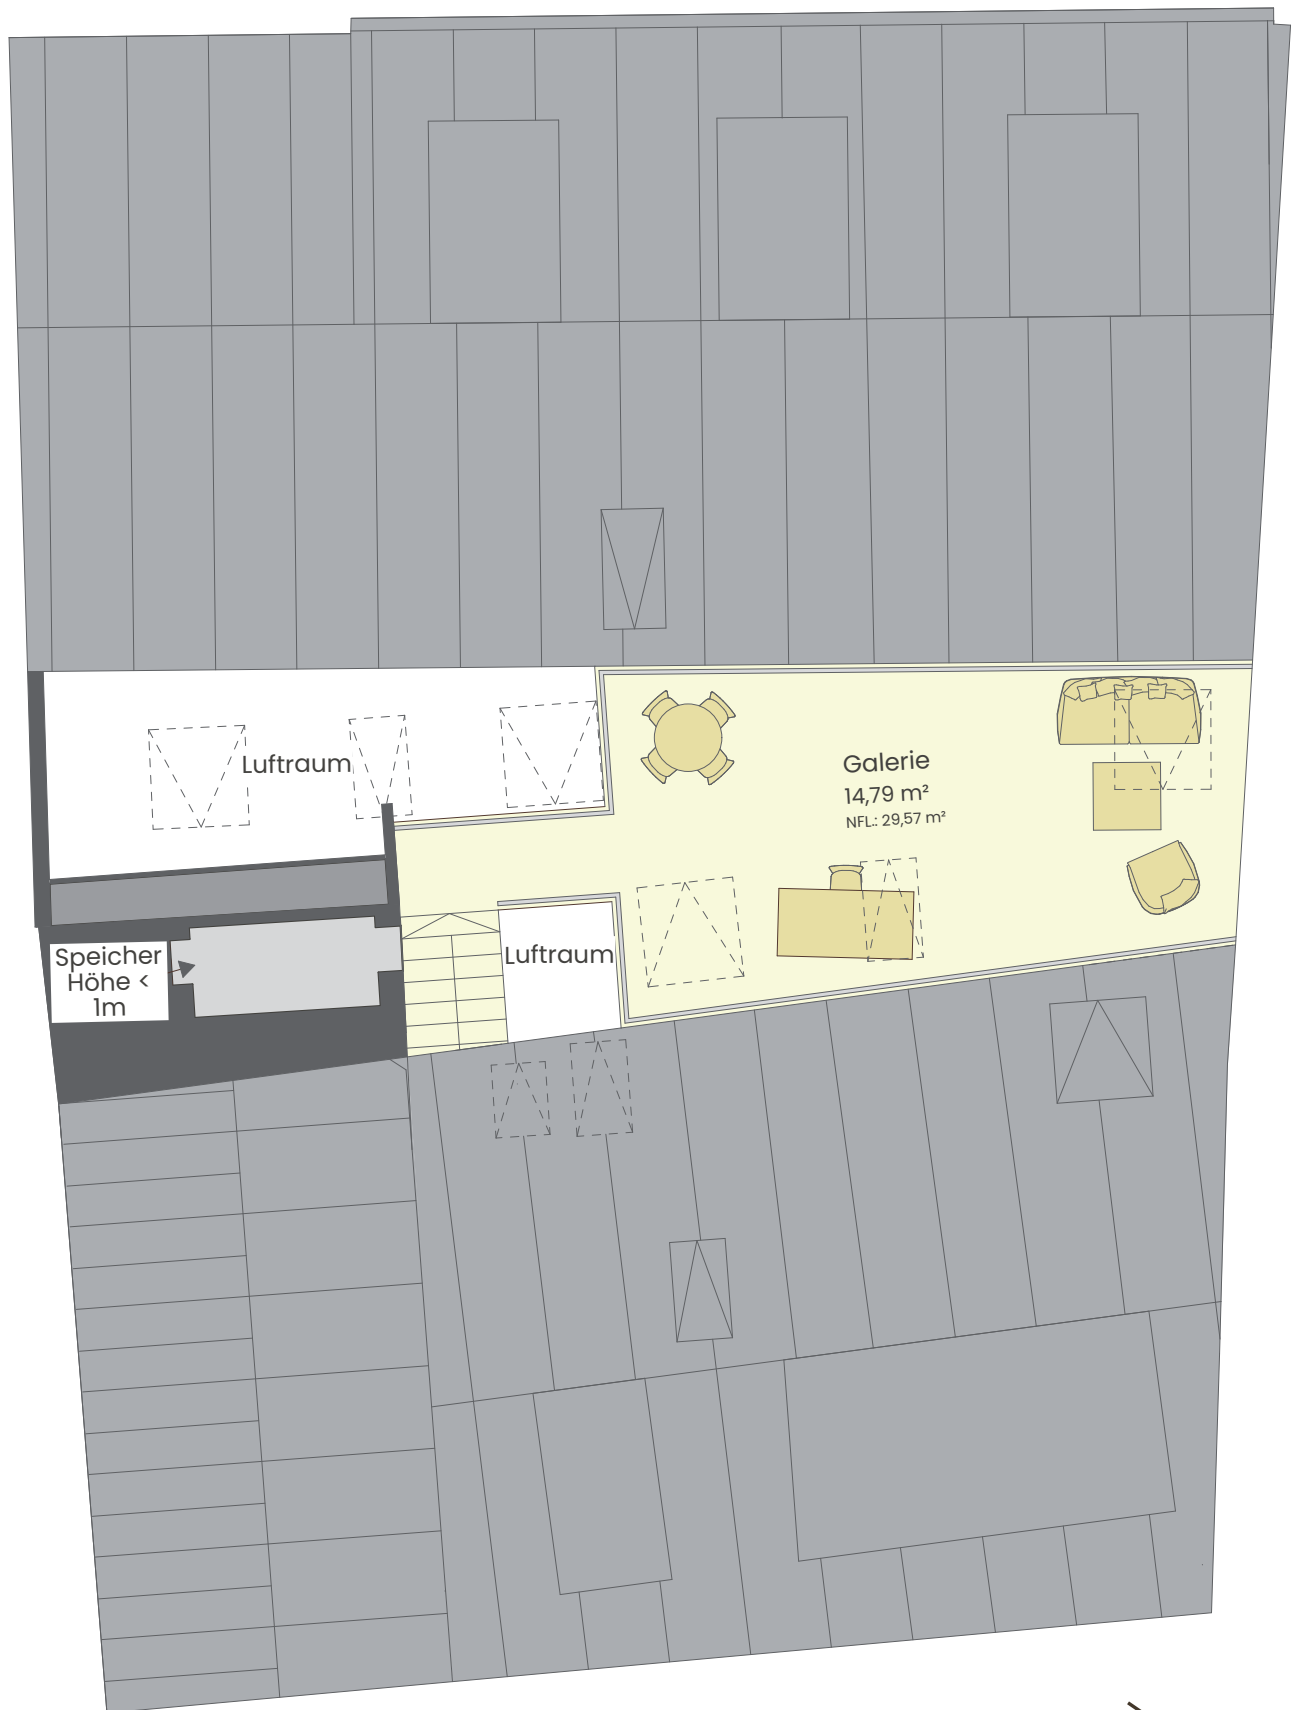 Luftraum
Galerie
14,79 m²
NFL.: 29,57 m²
Speicher
Höhe <
1m
Luftraum